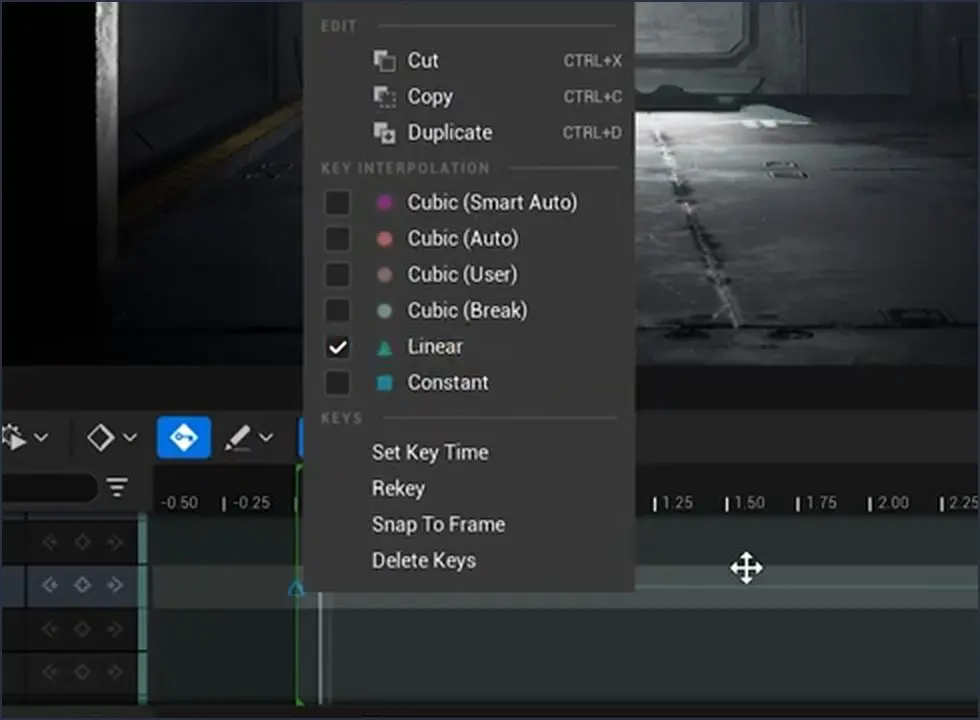 EDIT
Cut CTRL+X
Copy CTRL+C
Duplicate CTRL+D
KEY INTERPOLATION
Cubic (Smart Auto)
Cubic (Auto)
Cubic (User)
Cubic (Break)
Linear
Constant
KEYS
Set Key Time
Rekey
Snap To Frame
Delete Keys
-0.50 -0.25 1.25 1.50 1.75 2.00 2.25